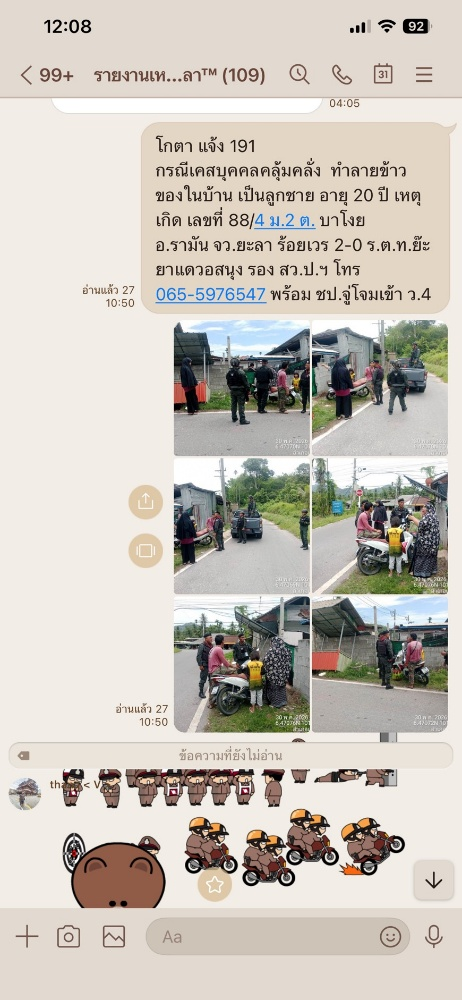 12:08
92
99+ รายงานเห...ลา™ (109)
31
04:05
โกตา แจ้ง 191
กรณีเคสบุคคลคลุ้มคลั่ง ทำลายข้าว
ของในบ้าน เป็นลูกชาย อายุ 20 ปี เหตุ
เกิด เลขที่ 88/4 ม.2 ต. บาโงย
อ.รามัน จว.ยะลา ร้อยเวร 2-0 ร.ต.ท.ย๊ะ
ยาแดวอสนุง รอง สว.ป.ฯ โทร
065-5976547 พร้อม ชป.จู่โจมเข้า ว.4
อ่านแล้ว 27
10:50
อ่านแล้ว 27
10:50
ข้อความที่ยังไม่อ่าน
Aa